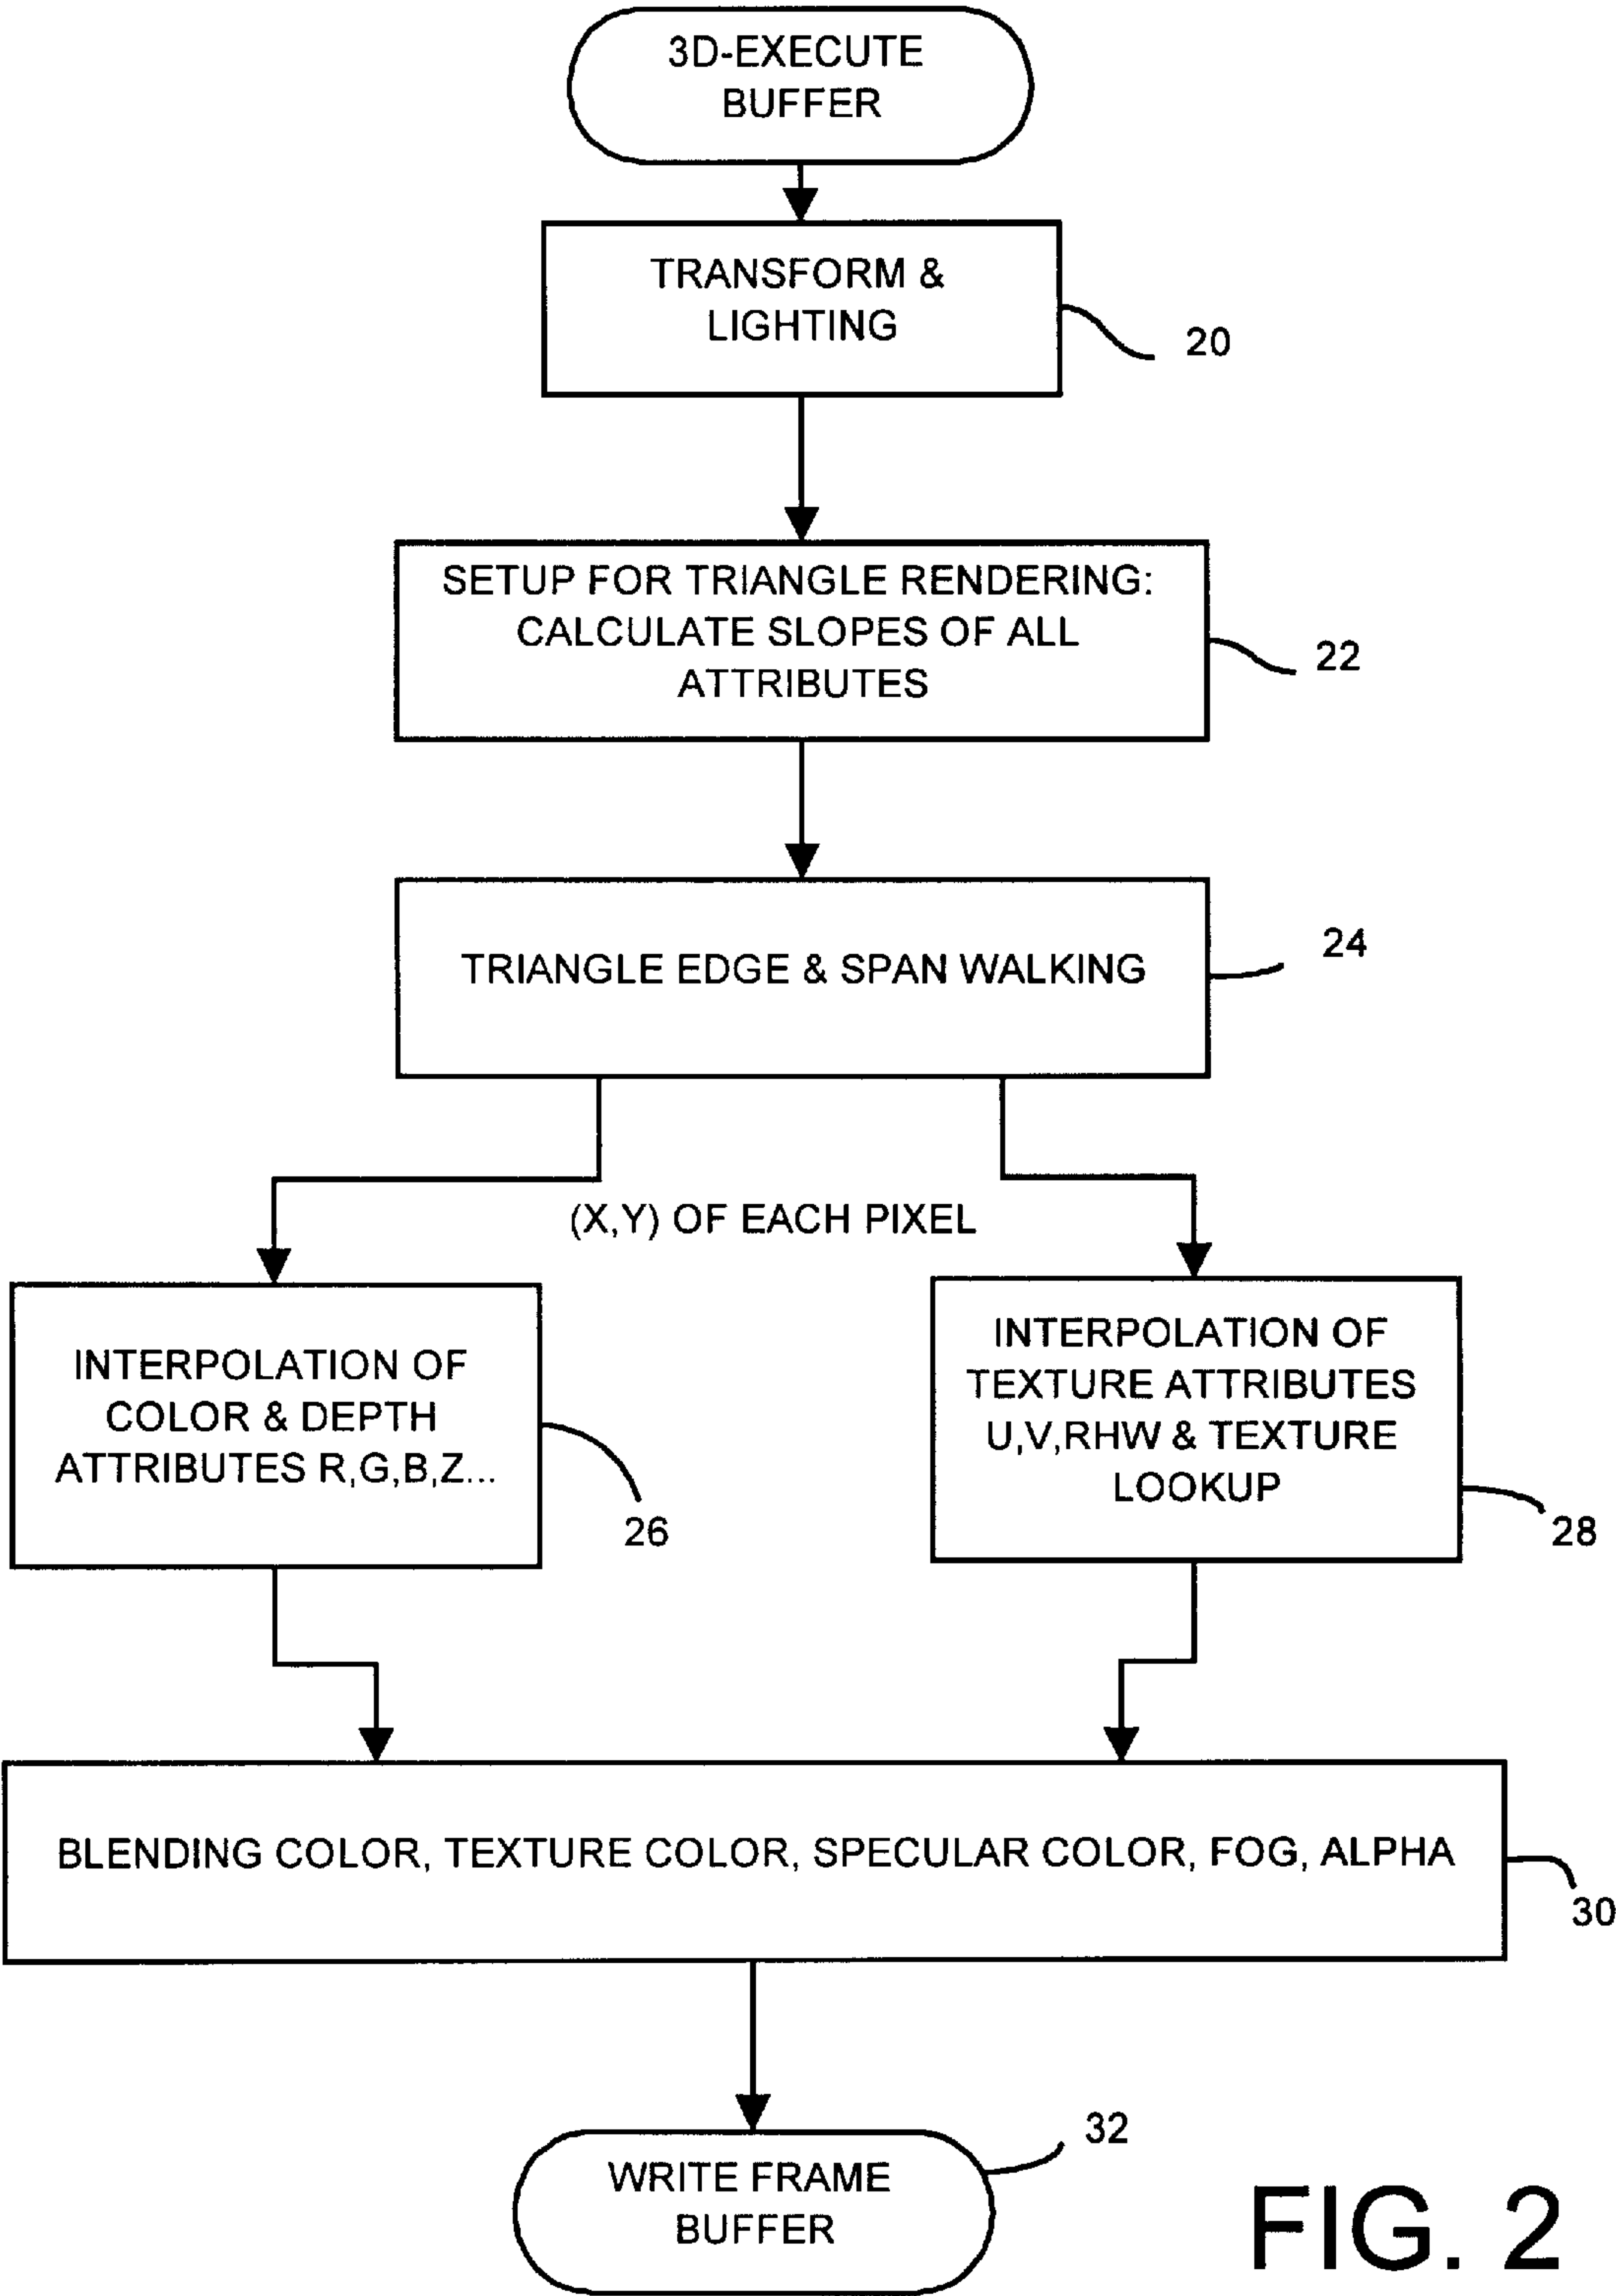 3D-EXECUTE
BUFFER
TRANSFORM &
LIGHTING
20
SETUP FOR TRIANGLE RENDERING:
CALCULATE SLOPES OF ALL
ATTRIBUTES
22
TRIANGLE EDGE & SPAN WALKING
24
(X,Y) OF EACH PIXEL
INTERPOLATION OF
COLOR & DEPTH
ATTRIBUTES R,G,B,Z...
26
INTERPOLATION OF
TEXTURE ATTRIBUTES
U,V,RHW & TEXTURE
LOOKUP
28
BLENDING COLOR, TEXTURE COLOR, SPECULAR COLOR, FOG, ALPHA
30
WRITE FRAME
BUFFER
32
FIG. 2